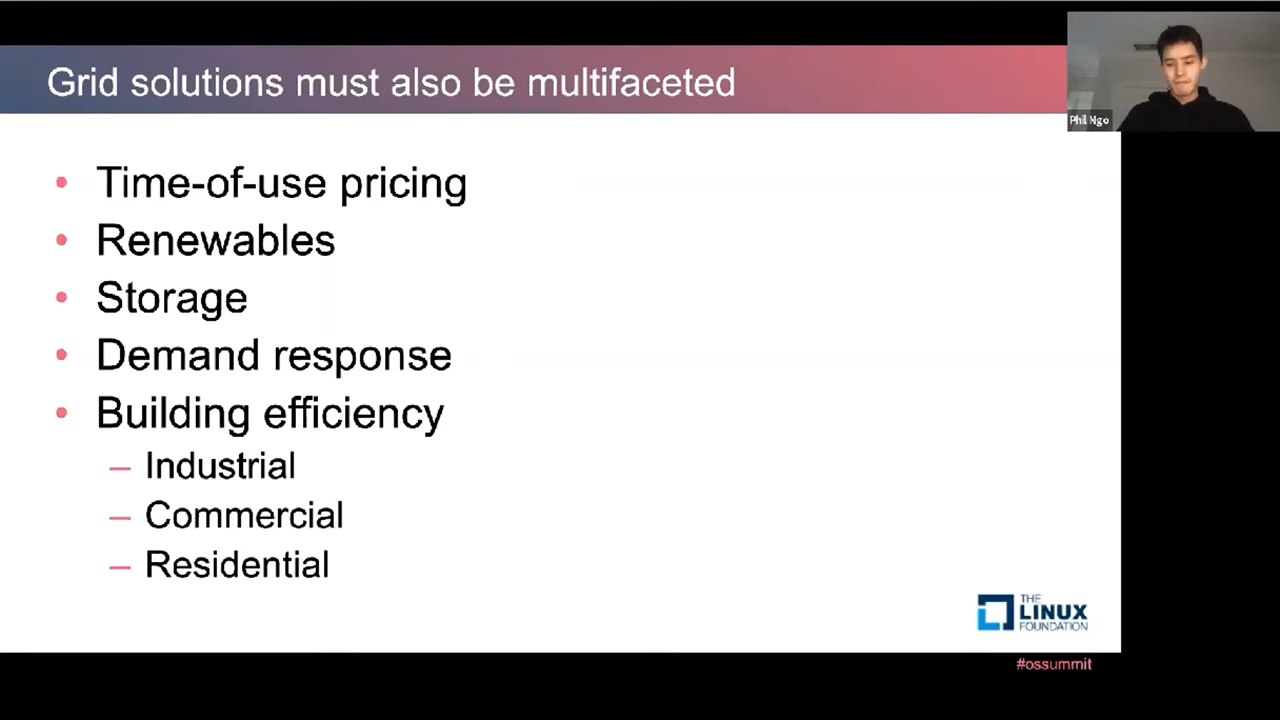 Grid solutions must also be multifaceted
Phil Ngo
• Time-of-use pricing
• Renewables
• Storage
• Demand response
• Building efficiency
– Industrial
– Commercial
– Residential
THE
LINUX
FOUNDATION
#ossummit